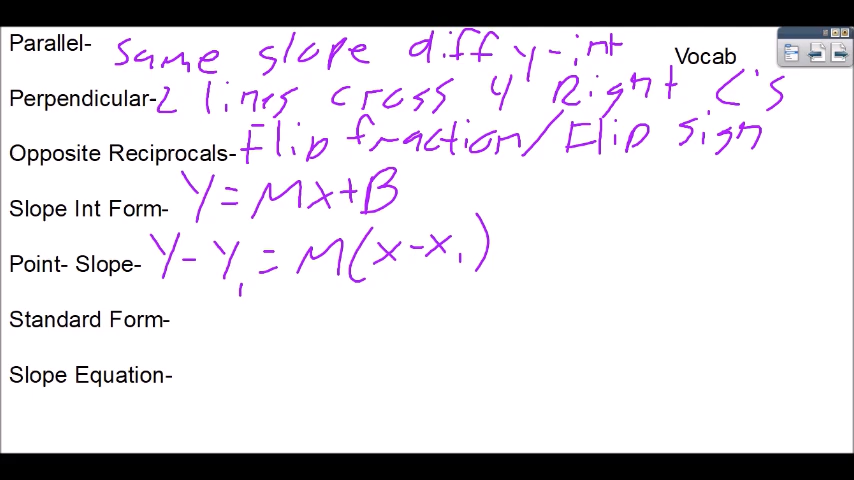 Vocab
Parallel- same slope diff y-int
Perpendicular- 2 lines cross 4 Right <'s
Opposite Reciprocals- Flip fraction/Flip sign
Slope Int Form- Y=MX+B
Point- Slope- Y-Y₁=M(X-X₁)
Standard Form-
Slope Equation-